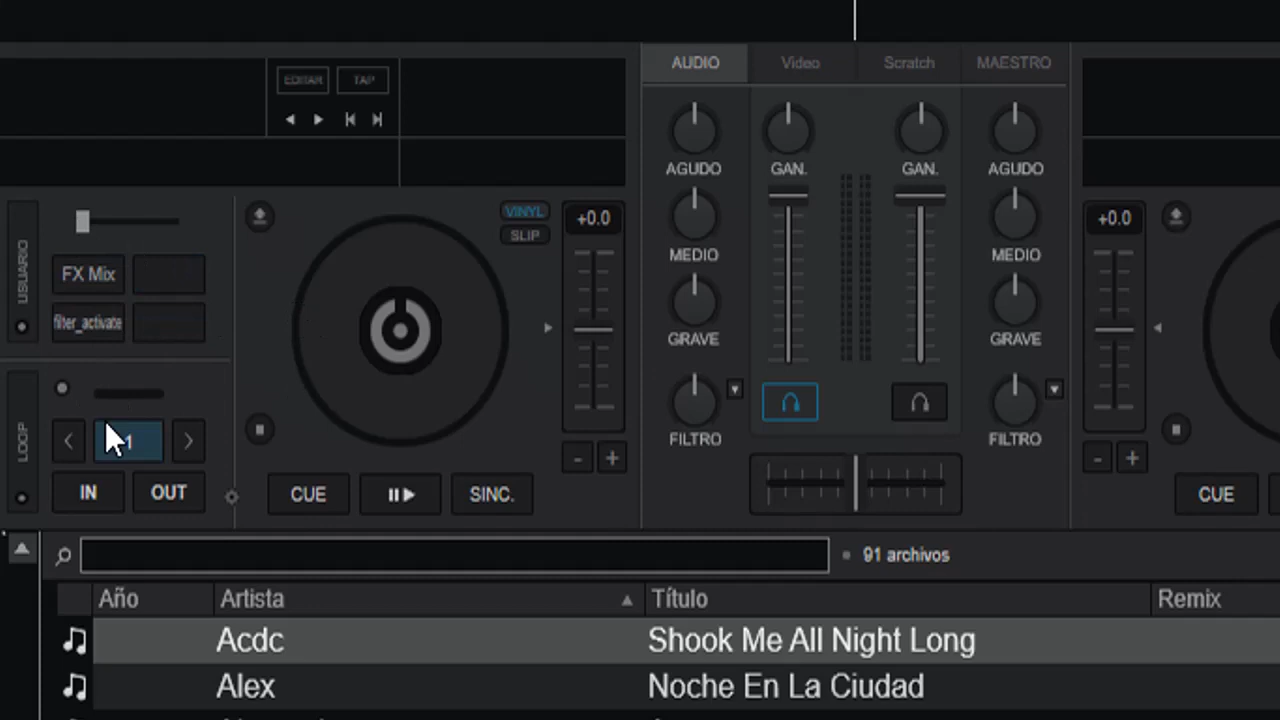 AUDIO Video Scratch MAESTRO
EDITAR TAP
AGUDO GAN. GAN. AGUDO
VINYL
SLIP
+0.0 +0.0
USUARIO
FX Mix
filter_activate
MEDIO MEDIO
GRAVE GRAVE
LOOP
1
FILTRO FILTRO
- + - +
IN OUT CUE SINC. CUE
91 archivos
Año Artista Título Remix
Acdc Shook Me All Night Long
Alex Noche En La Ciudad